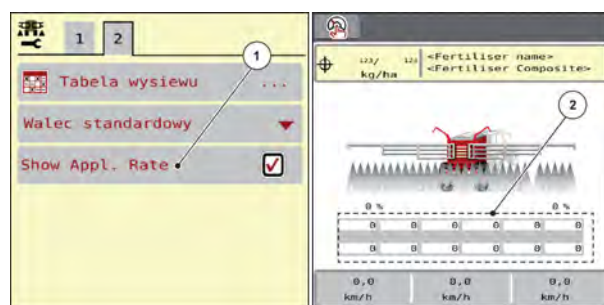 1 2
1
Tabela wysiewu ...
Walec standardowy
Show Appl. Rate
123/ 123 <Fertiliser name>
kg/ha <Fertiliser Composite>
2
0 % 0 %
0 0 0 0 0 0
0 0 0 0 0 0
0,0 0,0 0,0
km/h km/h km/h